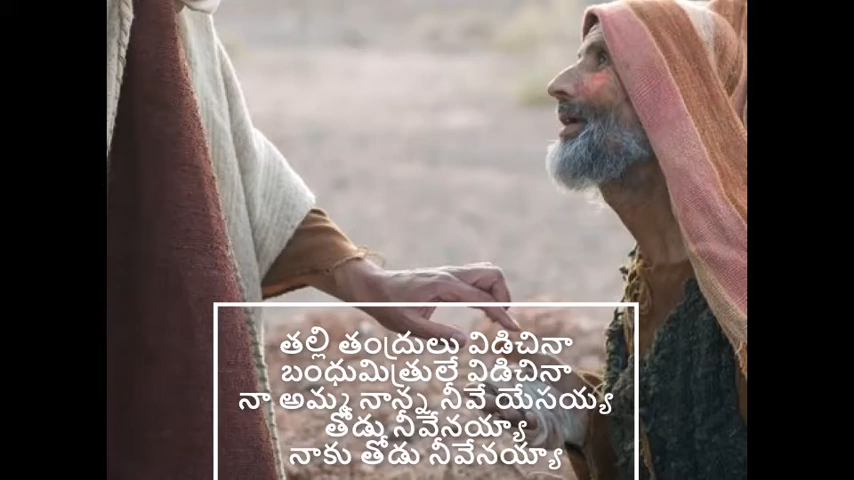 తల్లి తండ్రులు విడిచినా
బంధుమిత్రులే విడిచినా
నా అమ్మ నాన్న నీవే యేసయ్య
తోడు నీవేనయ్యా
నాకు తోడు నీవేనయ్యా